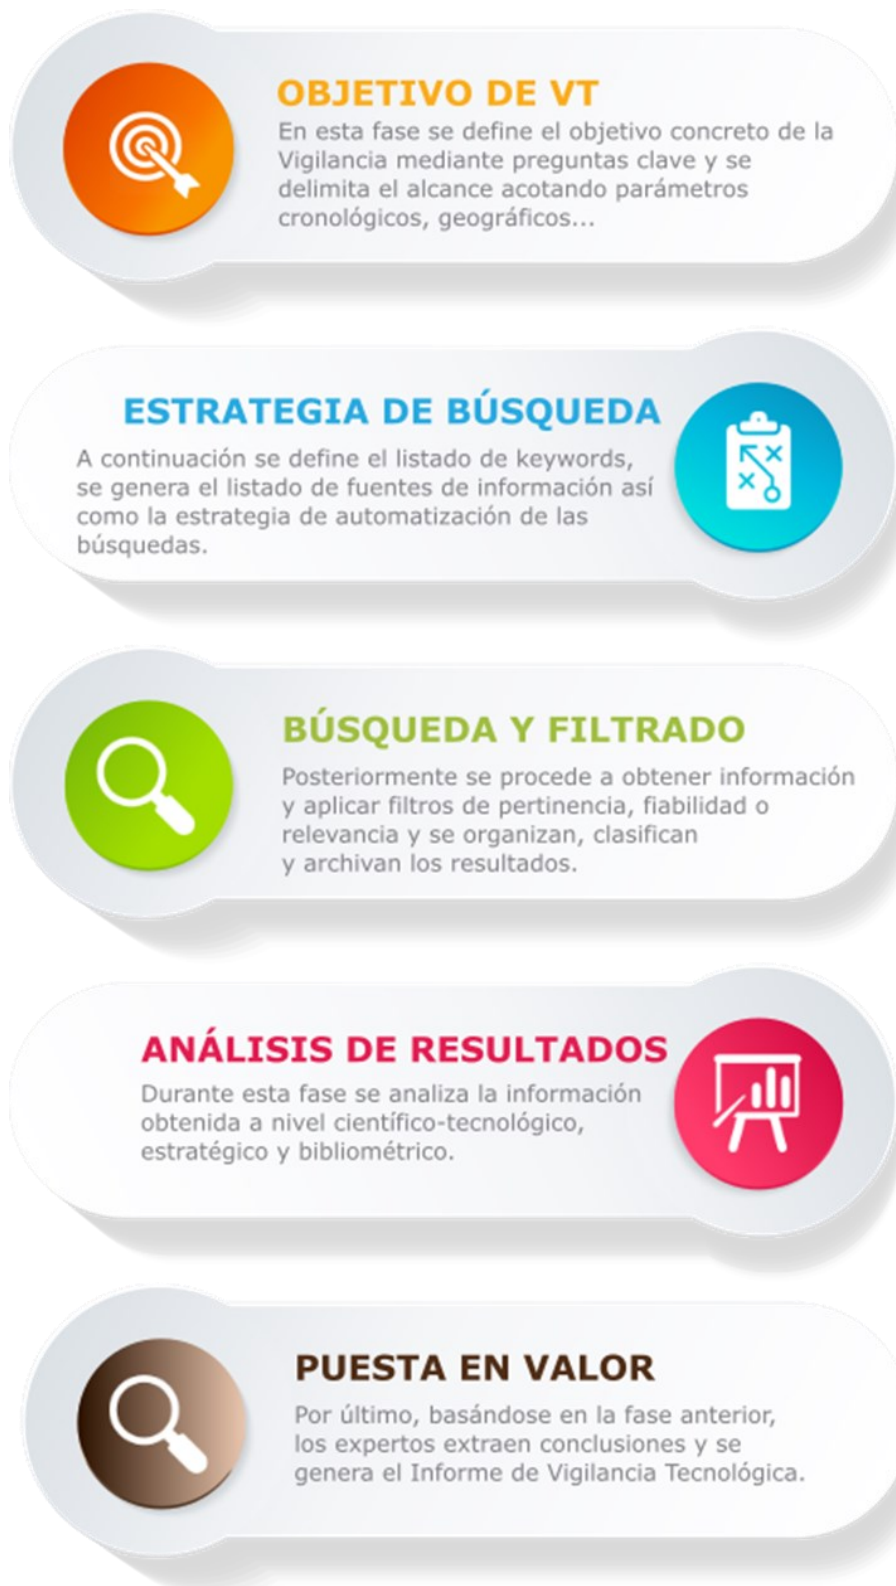 OBJETIVO DE VT
En esta fase se define el objetivo concreto de la
Vigilancia mediante preguntas clave y se
delimita el alcance acotando parámetros
cronológicos, geográficos...
ESTRATEGIA DE BÚSQUEDA
A continuación se define el listado de keywords,
se genera el listado de fuentes de información así
como la estrategia de automatización de las
búsquedas.
BÚSQUEDA Y FILTRADO
Posteriormente se procede a obtener información
y aplicar filtros de pertinencia, fiabilidad o
relevancia y se organizan, clasifican
y archivan los resultados.
ANÁLISIS DE RESULTADOS
Durante esta fase se analiza la información
obtenida a nivel científico-tecnológico,
estratégico y bibliométrico.
PUESTA EN VALOR
Por último, basándose en la fase anterior,
los expertos extraen conclusiones y se
genera el Informe de Vigilancia Tecnológica.